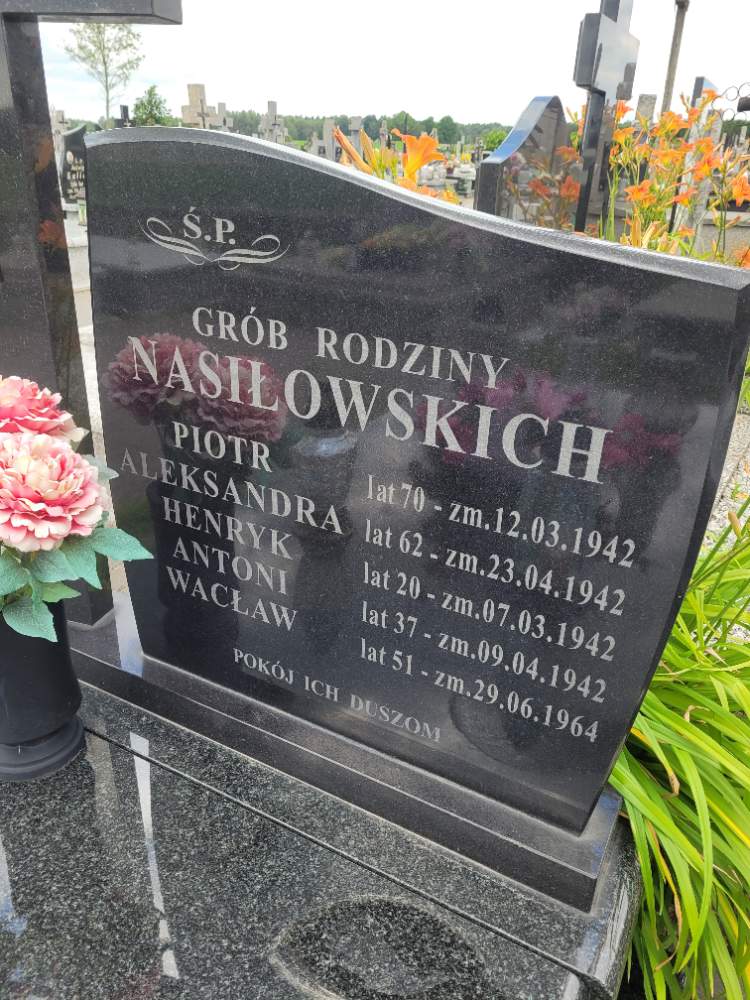 Ś.P.
GRÓB RODZINY
NASIŁOWSKICH
PIOTR lat 70 - zm.12.03.1942
ALEKSANDRA lat 62 - zm.23.04.1942
HENRYK lat 20 - zm.07.03.1942
ANTONI lat 37 - zm.09.04.1942
WACŁAW lat 51 - zm.29.06.1964
POKÓJ ICH DUSZOM